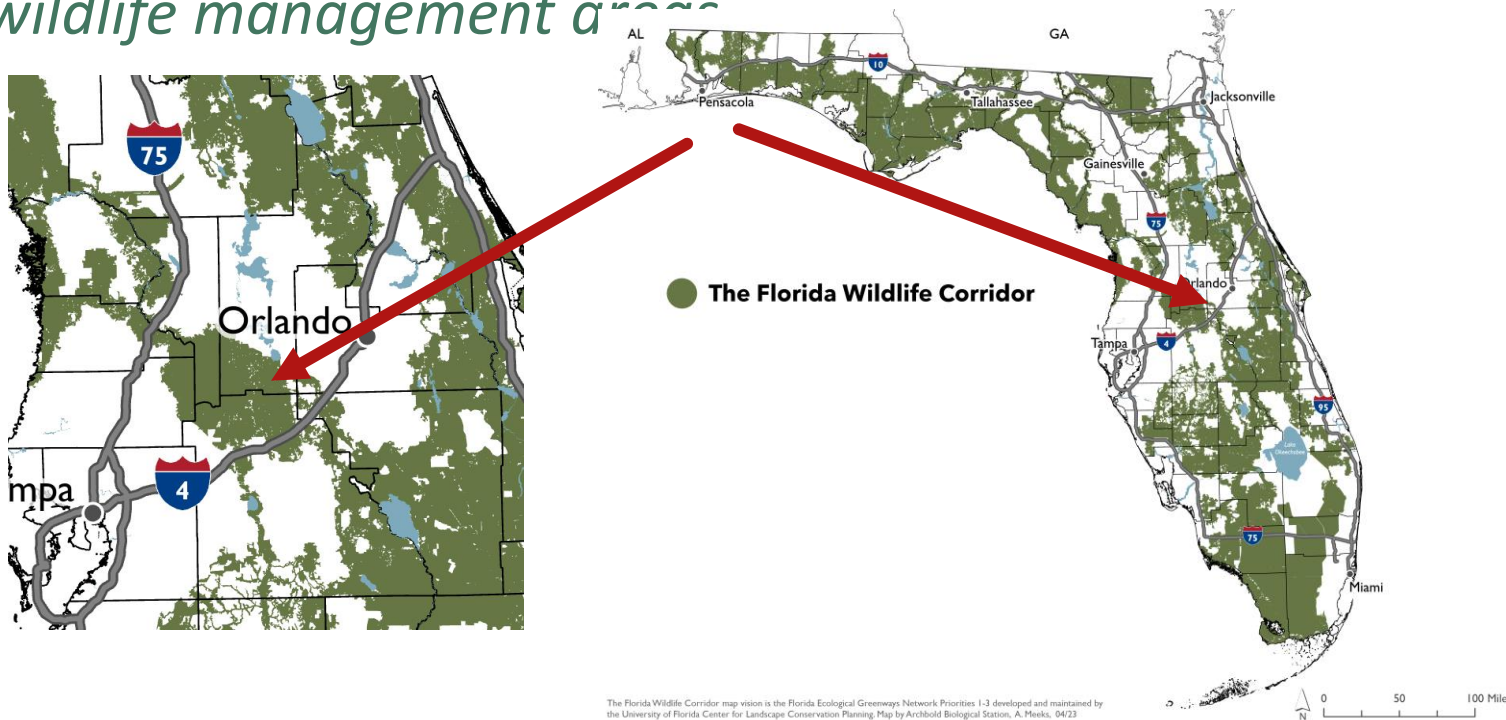 wildlife management areas
AL
GA
10
Pensacola
Tallahassee
Jacksonville
Gainesville
75
75
The Florida Wildlife Corridor
Orlando
Orlando
Tampa
4
mpa
4
95
Lake
Okeechobee
75
Miami
The Florida Wildlife Corridor map vision is the Florida Ecological Greenways Network Priorities 1-3 developed and maintained by
the University of Florida Center for Landscape Conservation Planning. Map by Archbold Biological Station, A. Meeks, 04/23
N
0 50 100 Mile